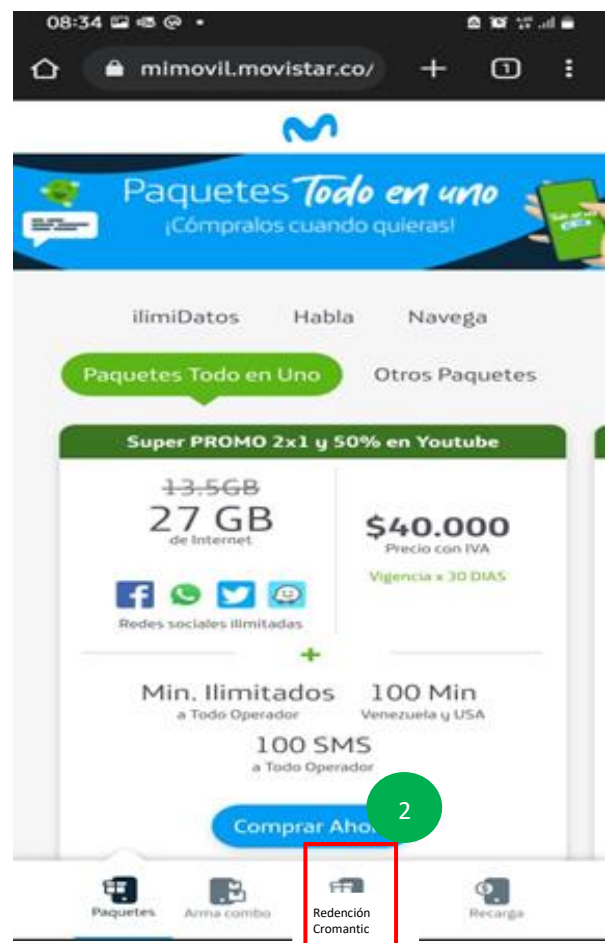 08:34
mimovil.movistar.co/
1
Paquetes Todo en uno
¡Cómpralos cuando quieras!
ilimiDatos Habla Navega
Paquetes Todo en Uno Otros Paquetes
Super PROMO 2x1 y 50% en Youtube
13.5GB
27 GB
de Internet
$40.000
Precio con IVA
Vigencia x 30 DIAS
Redes sociales ilimitadas
+
Min. Ilimitados 100 Min
a Todo Operador Venezuela y USA
100 SMS
a Todo Operador
2
Comprar Aho
Paquetes Arma combo Redención Recarga
Cromantic